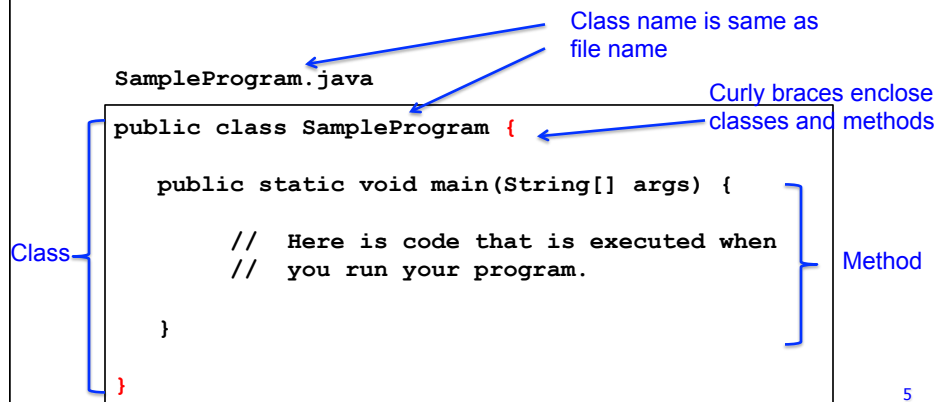 Class name is same as
file name
SampleProgram.java
Curly braces enclose
classes and methods
public class SampleProgram {
public static void main(String[] args) {
// Here is code that is executed when
// you run your program.
}
}
Class
Method
5